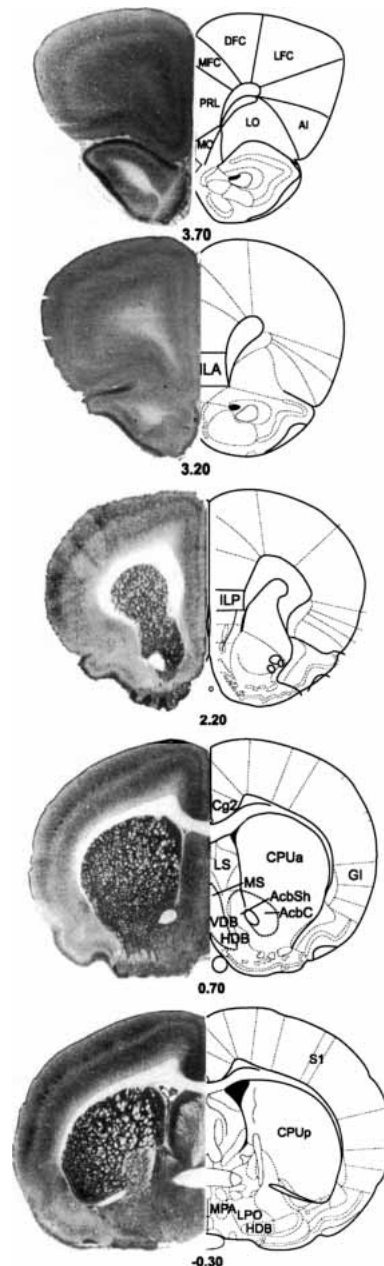 DFC
LFC
MFC
PRL
LO
AI
MO
3.70
ILA
3.20
ILP
2.20
Cg2
CPUa
LS
GI
MS
AcbSh
AcbC
VDB
HDB
0.70
S1
CPUp
MPA
LPO
HDB
-0.30